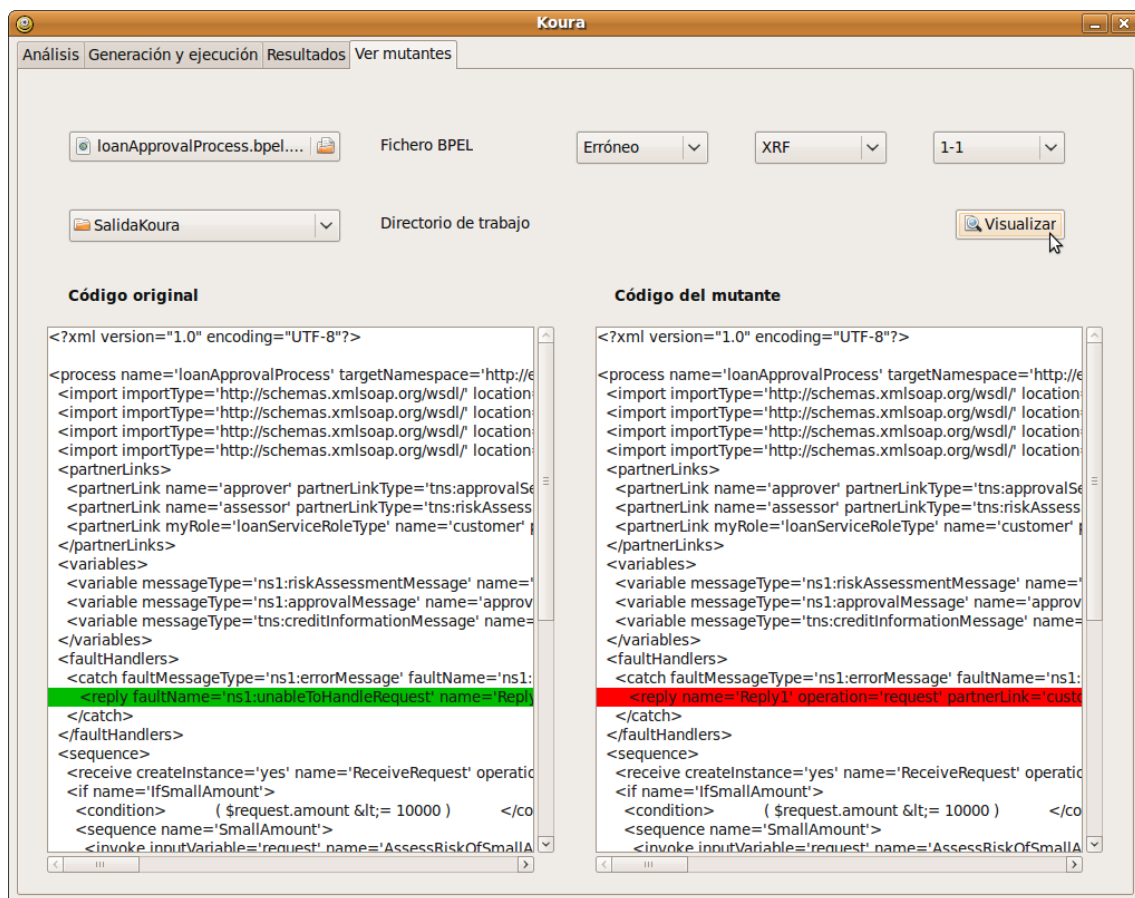 Koura
Análisis Generación y ejecución Resultados Ver mutantes
loanApprovalProcess.bpel.... Fichero BPEL Erróneo XRF 1-1
SalidaKoura Directorio de trabajo Visualizar
Código original
<?xml version="1.0" encoding="UTF-8"?>
<process name='loanApprovalProcess' targetNamespace='http://e
<import importType='http://schemas.xmlsoap.org/wsdl/' location=
<import importType='http://schemas.xmlsoap.org/wsdl/' location=
<import importType='http://schemas.xmlsoap.org/wsdl/' location=
<import importType='http://schemas.xmlsoap.org/wsdl/' location=
<partnerLinks>
<partnerLink name='approver' partnerLinkType='tns:approvalSe
<partnerLink name='assessor' partnerLinkType='tns:riskAssess
<partnerLink myRole='loanServiceRoleType' name='customer' p
</partnerLinks>
<variables>
<variable messageType='ns1:riskAssessmentMessage' name='
<variable messageType='ns1:approvalMessage' name='approv
<variable messageType='tns:creditInformationMessage' name=
</variables>
<faultHandlers>
<catch faultMessageType='ns1:errorMessage' faultName='ns1:
<reply faultName='ns1:unableToHandleRequest' name='Reply
</catch>
</faultHandlers>
<sequence>
<receive createInstance='yes' name='ReceiveRequest' operatic
<if name='IfSmallAmount'>
<condition> ( $request.amount &lt;= 10000 ) </co
<sequence name='SmallAmount'>
<invoke inputVariable='request' name='AssessRiskOfSmallA
Código del mutante
<?xml version="1.0" encoding="UTF-8"?>
<process name='loanApprovalProcess' targetNamespace='http://e
<import importType='http://schemas.xmlsoap.org/wsdl/' location=
<import importType='http://schemas.xmlsoap.org/wsdl/' location=
<import importType='http://schemas.xmlsoap.org/wsdl/' location=
<import importType='http://schemas.xmlsoap.org/wsdl/' location=
<partnerLinks>
<partnerLink name='approver' partnerLinkType='tns:approvalSe
<partnerLink name='assessor' partnerLinkType='tns:riskAssess
<partnerLink myRole='loanServiceRoleType' name='customer' p
</partnerLinks>
<variables>
<variable messageType='ns1:riskAssessmentMessage' name='
<variable messageType='ns1:approvalMessage' name='approv
<variable messageType='tns:creditInformationMessage' name=
</variables>
<faultHandlers>
<catch faultMessageType='ns1:errorMessage' faultName='ns1:
<reply name='Reply1' operation='request' partnerLink='custo
</catch>
</faultHandlers>
<sequence>
<receive createInstance='yes' name='ReceiveRequest' operatic
<if name='IfSmallAmount'>
<condition> ( $request.amount &lt;= 10000 ) </co
<sequence name='SmallAmount'>
<invoke inputVariable='request' name='AssessRiskOfSmallA